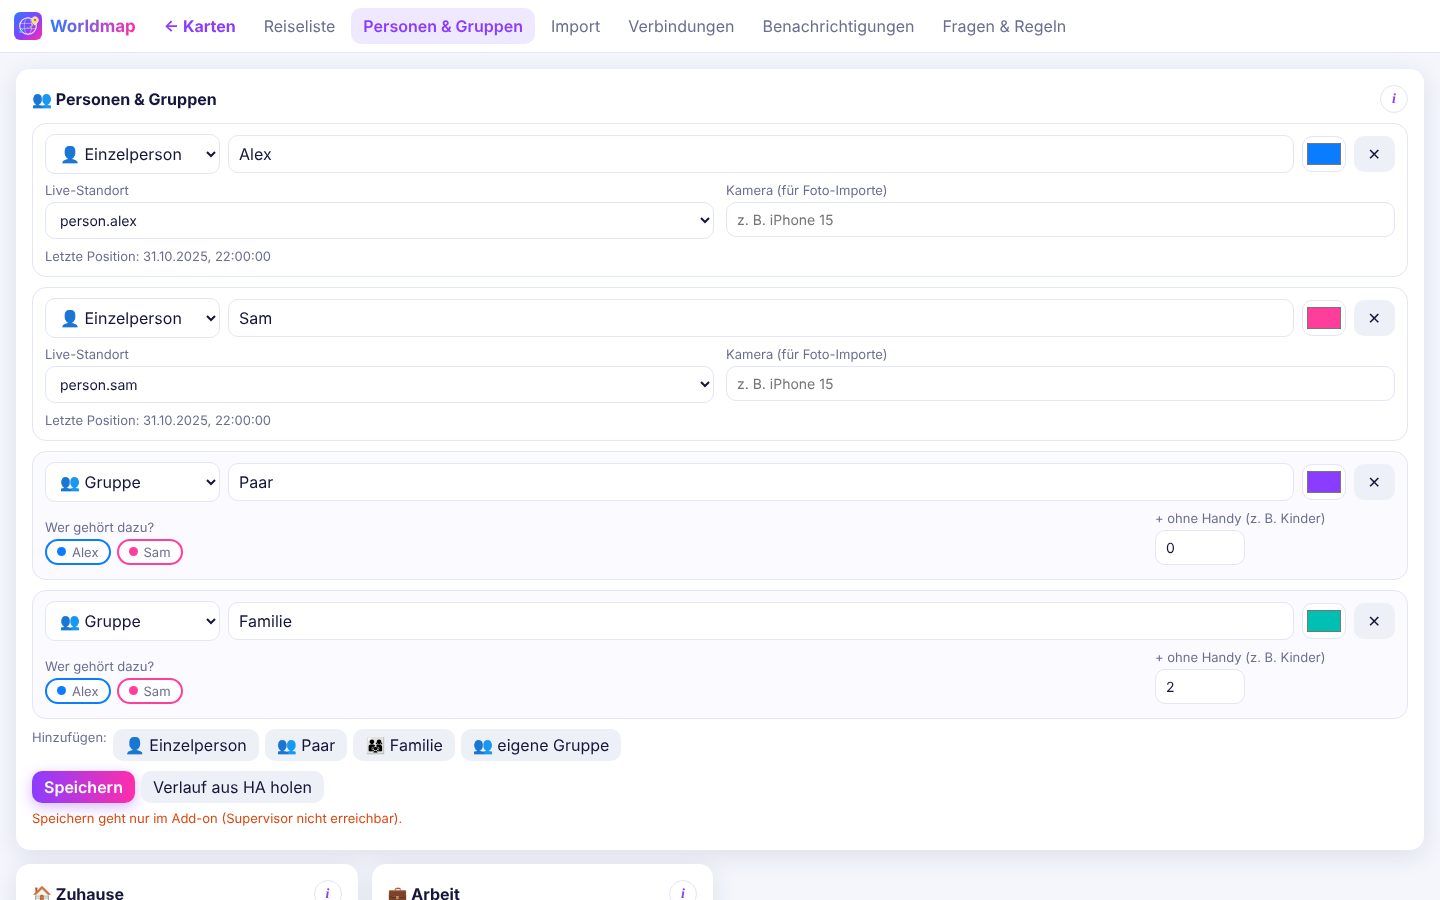 Worldmap ← Karten Reiseliste Personen & Gruppen Import Verbindungen Benachrichtigungen Fragen & Regeln
Personen & Gruppen i
Einzelperson Alex ✕
Live-Standort Kamera (für Foto-Importe)
person.alex z. B. iPhone 15
Letzte Position: 31.10.2025, 22:00:00
Einzelperson Sam ✕
Live-Standort Kamera (für Foto-Importe)
person.sam z. B. iPhone 15
Letzte Position: 31.10.2025, 22:00:00
Gruppe Paar ✕
Wer gehört dazu? + ohne Handy (z. B. Kinder)
Alex Sam 0
Gruppe Familie ✕
Wer gehört dazu? + ohne Handy (z. B. Kinder)
Alex Sam 2
Hinzufügen: Einzelperson Paar Familie eigene Gruppe
Speichern Verlauf aus HA holen
Speichern geht nur im Add-on (Supervisor nicht erreichbar).
Zuhause i Arbeit i